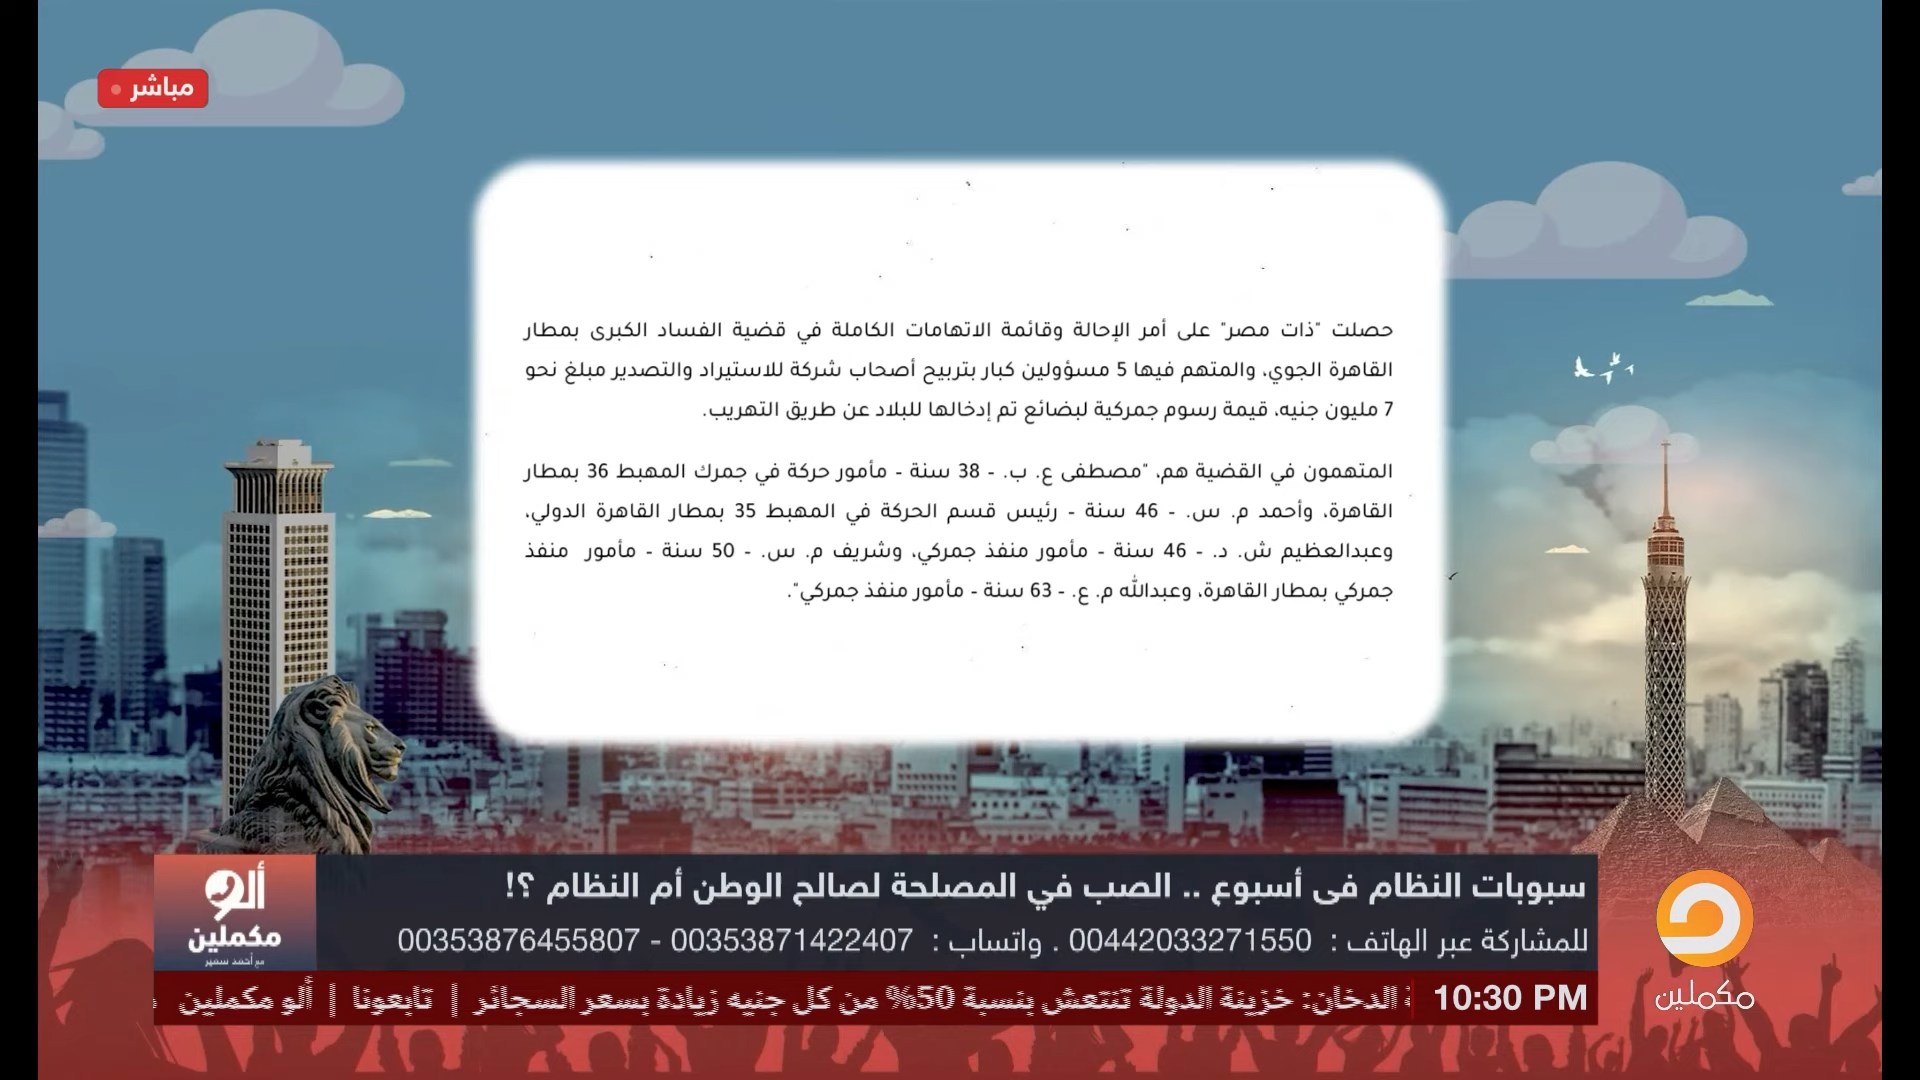 مباشر
حصلت "ذات مصر" على أمر الإحالة وقائمة الاتهامات الكاملة في قضية الفساد الكبرى بمطار
القاهرة الجوي، والمتهم فيها 5 مسؤولين كبار بتربيح أصحاب شركة للاستيراد والتصدير مبلغ نحو
7 مليون جنيه، قيمة رسوم جمركية لبضائع تم إدخالها للبلاد عن طريق التهريب.
المتهمون في القضية هم، "مصطفى ع. ب. - 38 سنة - مأمور حركة في جمرك المهبط 36 بمطار
القاهرة، وأحمد م. س. - 46 سنة - رئيس قسم الحركة في المهبط 35 بمطار القاهرة الدولي،
وعبدالعظيم ش. د. - 46 سنة - مأمور منفذ جمركي، وشريف م. س. - 50 سنة - مأمور منفذ
جمركي بمطار القاهرة، وعبدالله م. ع. - 63 سنة - مأمور منفذ جمركي".
سبوبات النظام فى أسبوع .. الصب في المصلحة لصالح الوطن أم النظام ؟!
للمشاركة عبر الهاتف : 00442033271550 . واتساب : 00353871422407 - 00353876455807
ألو
مكملين
مع أحمد سمير
10:30 PM
الدخان: خزينة الدولة تنتعش بنسبة 50% من كل جنيه زيادة بسعر السجائر | تابعونا | ألو مكملين
مكملين